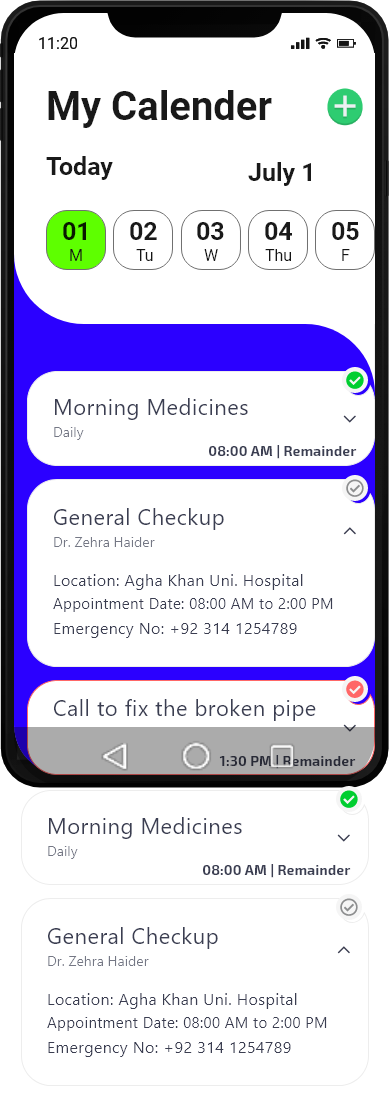 11:20
My Calender
Today
July 1
01 02 03 04 05
M Tu W Thu F
Morning Medicines
Daily
08:00 AM | Remainder
General Checkup
Dr. Zehra Haider
Location: Agha Khan Uni. Hospital
Appointment Date: 08:00 AM to 2:00 PM
Emergency No: +92 314 1254789
Call to fix the broken pipe
1:30 PM | Remainder
Morning Medicines
Daily
08:00 AM | Remainder
General Checkup
Dr. Zehra Haider
Location: Agha Khan Uni. Hospital
Appointment Date: 08:00 AM to 2:00 PM
Emergency No: +92 314 1254789